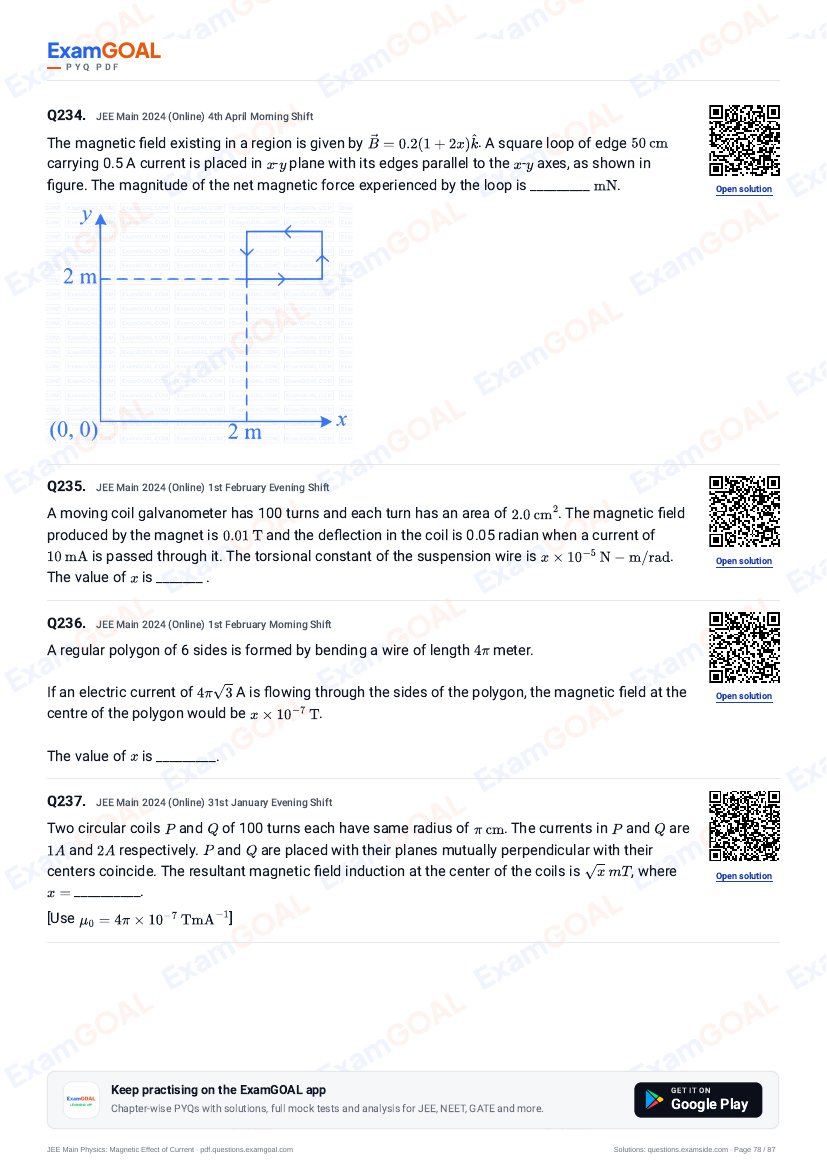 ExamGOAL
PYQ PDF
Q234. JEE Main 2024 (Online) 4th April Morning Shift
The magnetic field existing in a region is given by $\vec{B} = 0.2(1 + 2x)\hat{k}$. A square loop of edge 50 cm
carrying 0.5 A current is placed in x-y plane with its edges parallel to the x-y axes, as shown in
figure. The magnitude of the net magnetic force experienced by the loop is _________ mN.
Open solution
y
2 m
(0, 0)
2 m
x
Q235. JEE Main 2024 (Online) 1st February Evening Shift
A moving coil galvanometer has 100 turns and each turn has an area of 2.0 cm². The magnetic field
produced by the magnet is 0.01 T and the deflection in the coil is 0.05 radian when a current of
10 mA is passed through it. The torsional constant of the suspension wire is $x \times 10^{-5}$ N − m/rad.
The value of x is _______ .
Open solution
Q236. JEE Main 2024 (Online) 1st February Morning Shift
A regular polygon of 6 sides is formed by bending a wire of length 4π meter.
If an electric current of $4\pi\sqrt{3}$ A is flowing through the sides of the polygon, the magnetic field at the
centre of the polygon would be $x \times 10^{-7}$ T.
The value of x is _________.
Open solution
Q237. JEE Main 2024 (Online) 31st January Evening Shift
Two circular coils P and Q of 100 turns each have same radius of π cm. The currents in P and Q are
1A and 2A respectively. P and Q are placed with their planes mutually perpendicular with their
centers coincide. The resultant magnetic field induction at the center of the coils is $\sqrt{x}$ mT, where
x = __________.
[Use $\mu_0 = 4\pi \times 10^{-7}$ TmA$^{-1}$]
Open solution
Keep practising on the ExamGOAL app
Chapter-wise PYQs with solutions, full mock tests and analysis for JEE, NEET, GATE and more.
GET IT ON
Google Play
JEE Main Physics: Magnetic Effect of Current · pdf.questions.examgoal.com
Solutions: questions.examside.com · Page 78 / 87